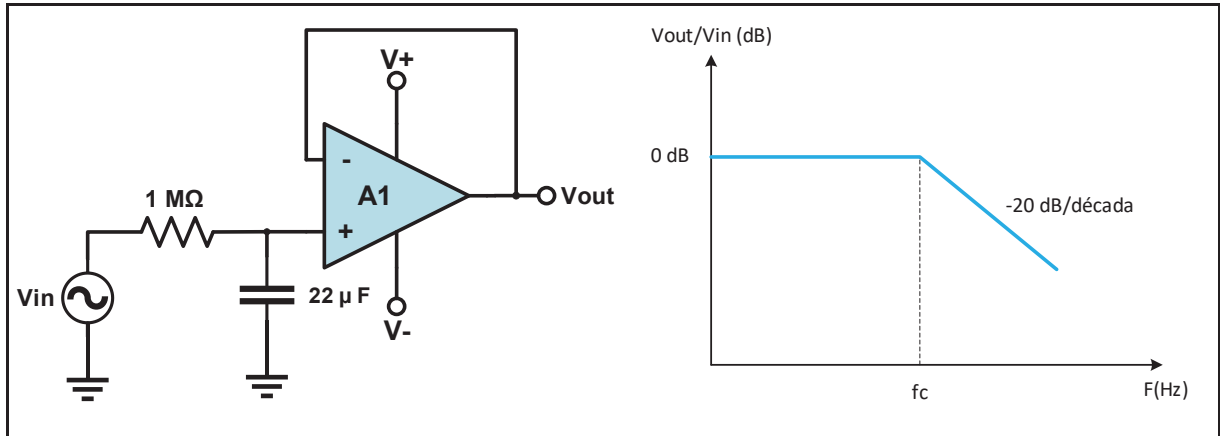 V+
-
A1
+
V-
Vout
1 MΩ
Vin
22 µ F
Vout/Vin (dB)
0 dB
-20 dB/década
fc
F(Hz)